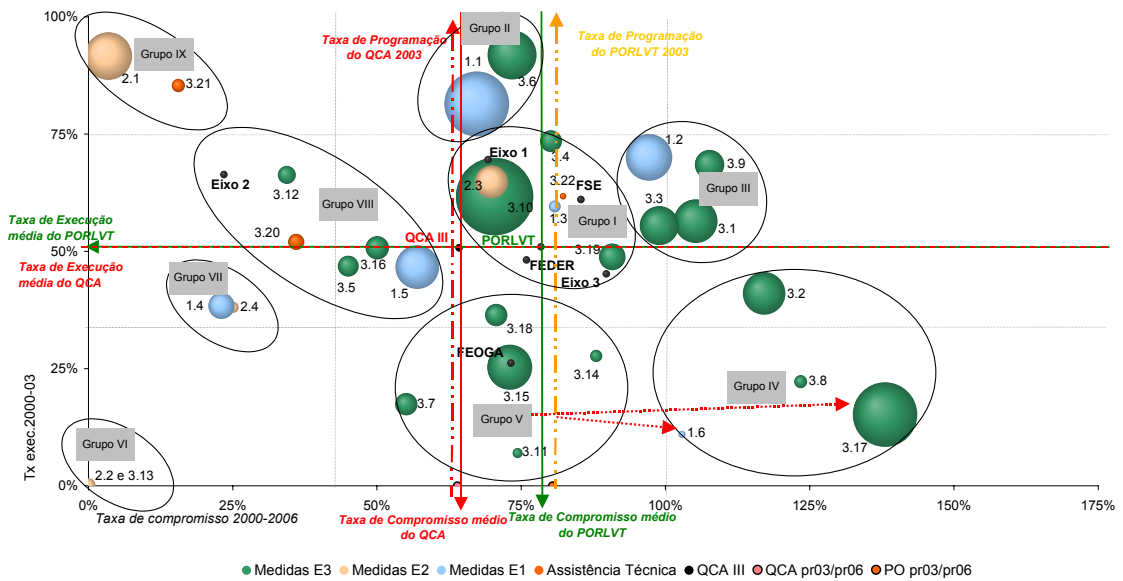 100%
75%
50%
25%
0%
Tx exec.2000-03
Grupo IX
2.1
3.21
Taxa de Programação
do QCA 2003
Grupo II
1.1
3.6
Taxa de Programação
do PORLVT 2003
Eixo 2
3.12
Grupo VIII
3.20
3.16
3.5
1.5
Eixo 1
3.4
2.3
3.10
3.22
FSE
1.3
Grupo I
3.19
QCA III
PORLVT
FEDER
Eixo 3
1.2
3.9
Grupo III
3.3
3.1
Taxa de Execução
média do PORLVT
Taxa de Execução
média do QCA
Grupo VII
1.4
2.4
3.18
FEOGA
3.15
3.14
3.7
Grupo V
3.11
3.2
Grupo IV
3.8
1.6
3.17
Grupo VI
2.2 e 3.13
0%
25%
50%
75%
100%
125%
150%
175%
Taxa de compromisso 2000-2006
Taxa de Compromisso médio
do QCA
Taxa de Compromisso médio
do PORLVT
Medidas E3 Medidas E2 Medidas E1 Assistência Técnica QCA III QCA pr03/pr06 PO pr03/pr06